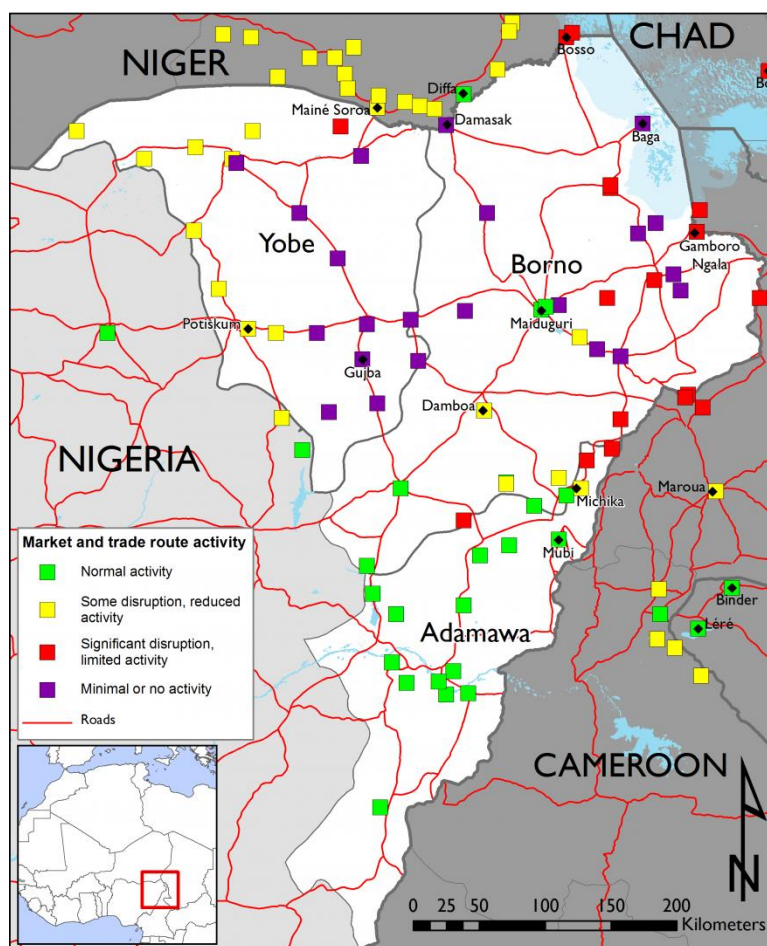 CHAD
Bosso
NIGER
Bo
Diffa
Mainé Soroa
Damasak
Baga
Yobe
Gamboro
Ngala
Borno
Maiduguri
Potiskum
Gujba
Damboa
NIGERIA
Michika
Maroua
Market and trade route activity
Normal activity
Some disruption, reduced
activity
Significant disruption,
limited activity
Minimal or no activity
Roads
Mubi
Binder
Léré
Adamawa
CAMEROON
N
0 25 50 100 150 200
Kilometers